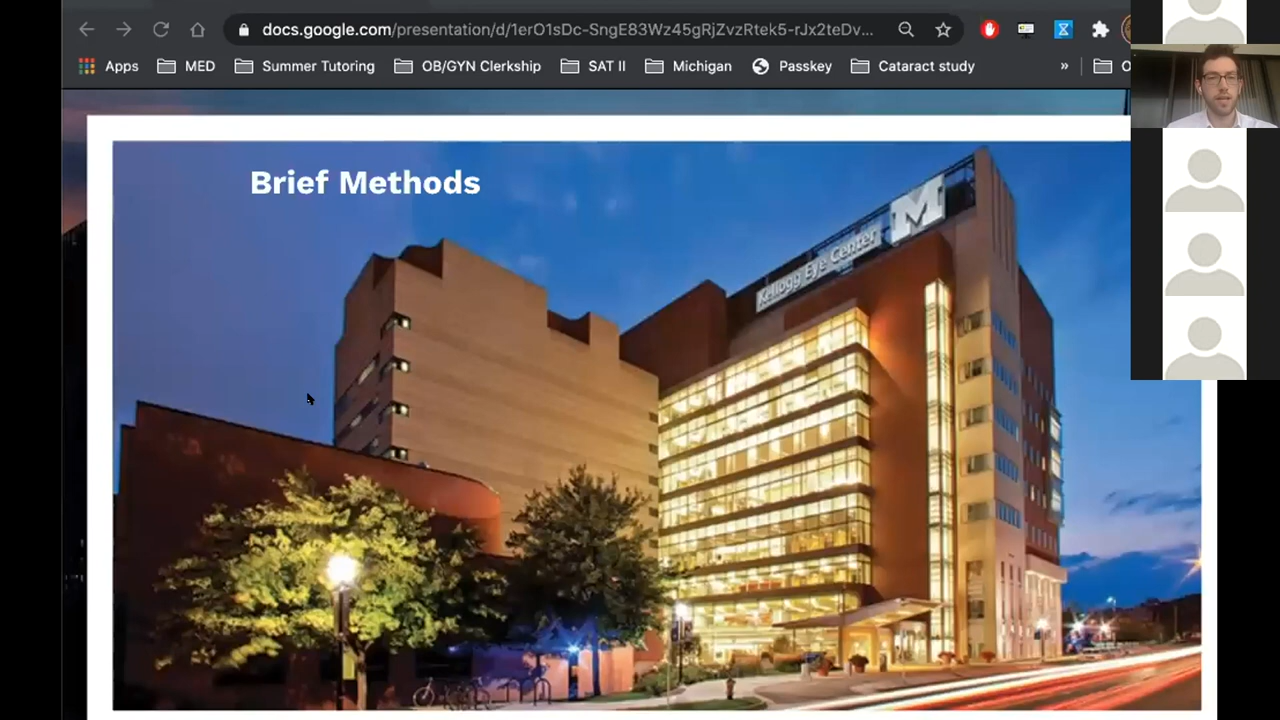 docs.google.com/presentation/d/1erO1sDc-SngE83Wz45gRjZvzRtek5-rJx2teDv...
Apps MED Summer Tutoring OB/GYN Clerkship SAT II Michigan Passkey Cataract study » O
Brief Methods
M
Kellogg Eye Center